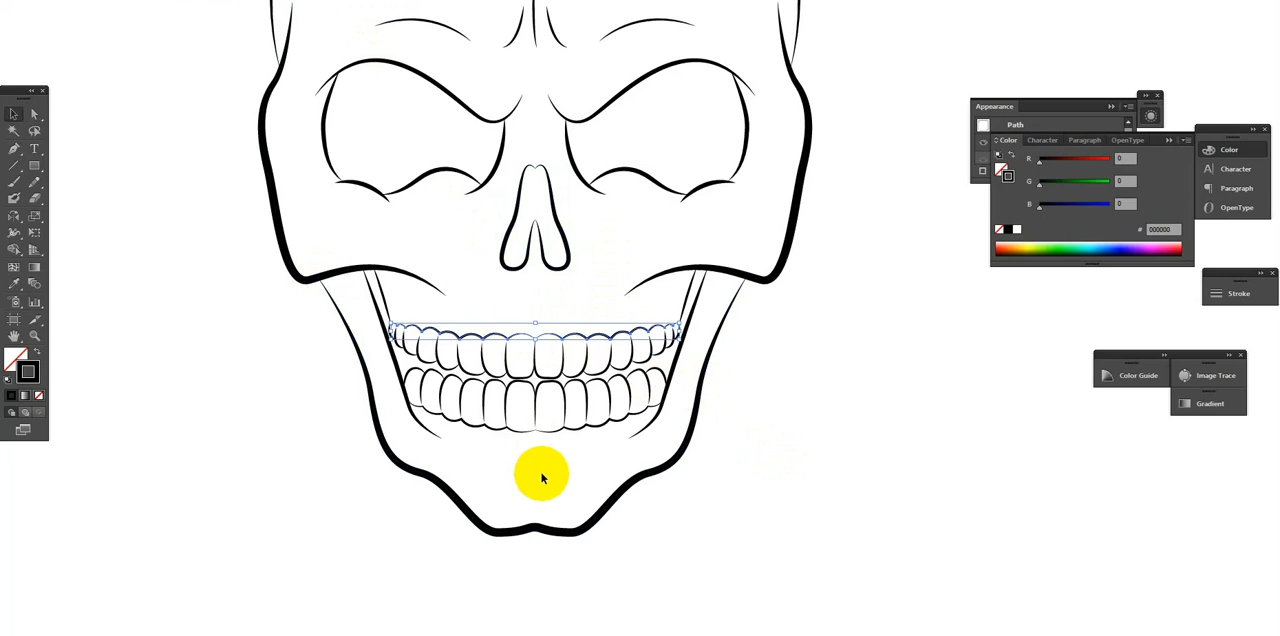 Appearance
Path
Color Character Paragraph OpenType
R 0
G 0
B 0
# 000000
Color
Character
Paragraph
OpenType
Stroke
Color Guide
Image Trace
Gradient
T